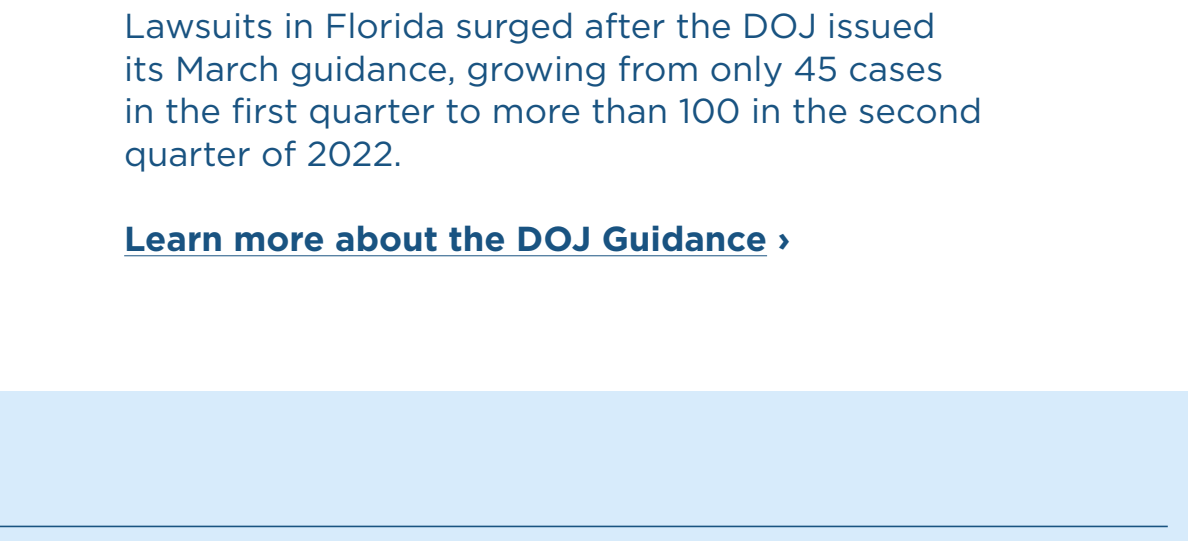 Lawsuits in Florida surged after the DOJ issued
its March guidance, growing from only 45 cases
in the first quarter to more than 100 in the second
quarter of 2022.
Learn more about the DOJ Guidance ›